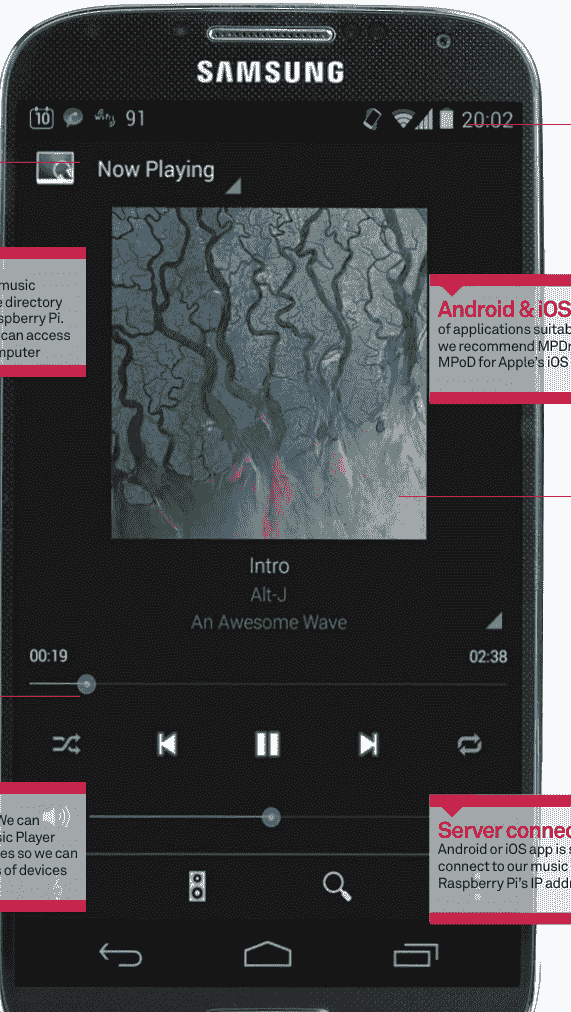 SAMSUNG
10
91
20:02
Now Playing
music
directory
spberry Pi.
can access
mputer
Android & iOS
of applications suitab
we recommend MPDr
MPoD for Apple's iOS
Intro
Alt-J
An Awesome Wave
00:19
02:38
We can
sic Player
es so we can
s of devices
Server connec
Android or iOS app is s
connect to our music
Raspberry Pi's IP addr